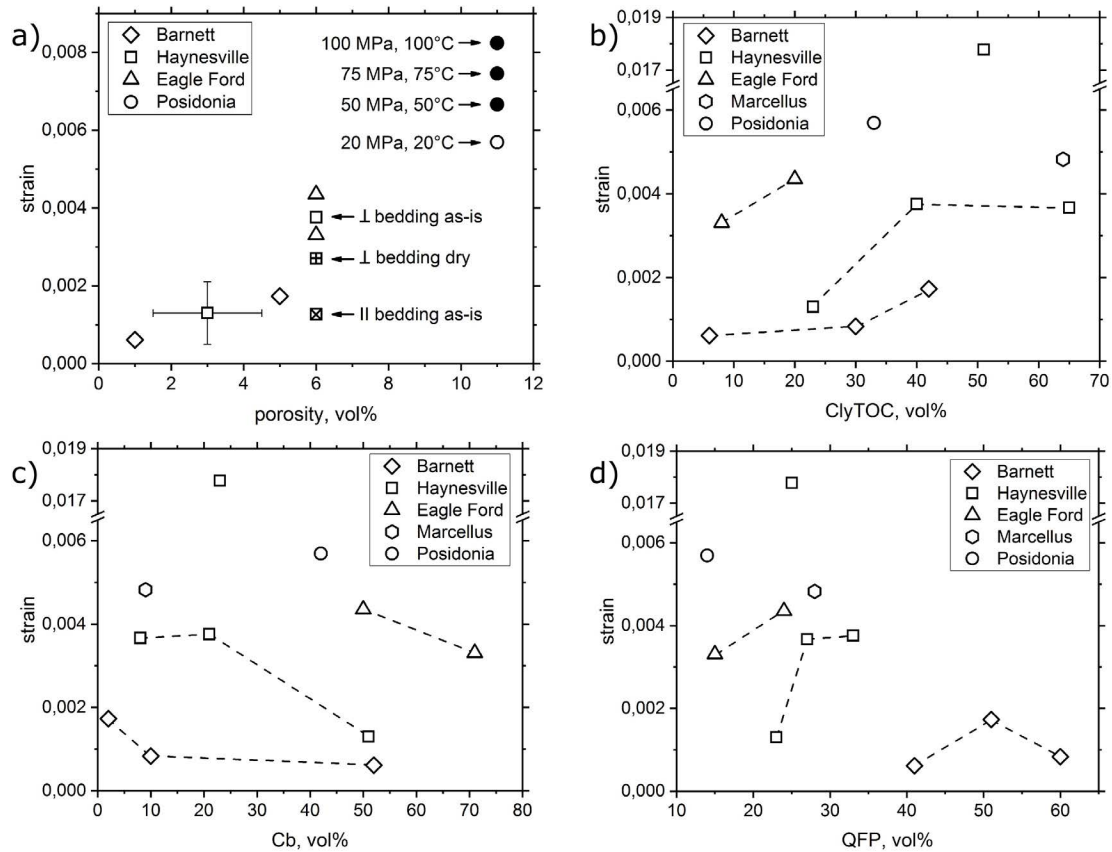 a)
Barnett
Haynesville
Eagle Ford
Posidonia
100 MPa, 100°C
75 MPa, 75°C
50 MPa, 50°C
20 MPa, 20°C
⊥ bedding as-is
⊥ bedding dry
II bedding as-is
0,008
0,006
0,004
0,002
0,000
strain
0 2 4 6 8 10 12
porosity, vol%
b)
Barnett
Haynesville
Eagle Ford
Marcellus
Posidonia
0,019
0,017
0,006
0,004
0,002
0,000
strain
0 10 20 30 40 50 60 70
ClyTOC, vol%
c)
Barnett
Haynesville
Eagle Ford
Marcellus
Posidonia
0,019
0,017
0,006
0,004
0,002
0,000
strain
0 10 20 30 40 50 60 70 80
Cb, vol%
d)
Barnett
Haynesville
Eagle Ford
Marcellus
Posidonia
0,019
0,017
0,006
0,004
0,002
0,000
strain
10 20 30 40 50 60
QFP, vol%